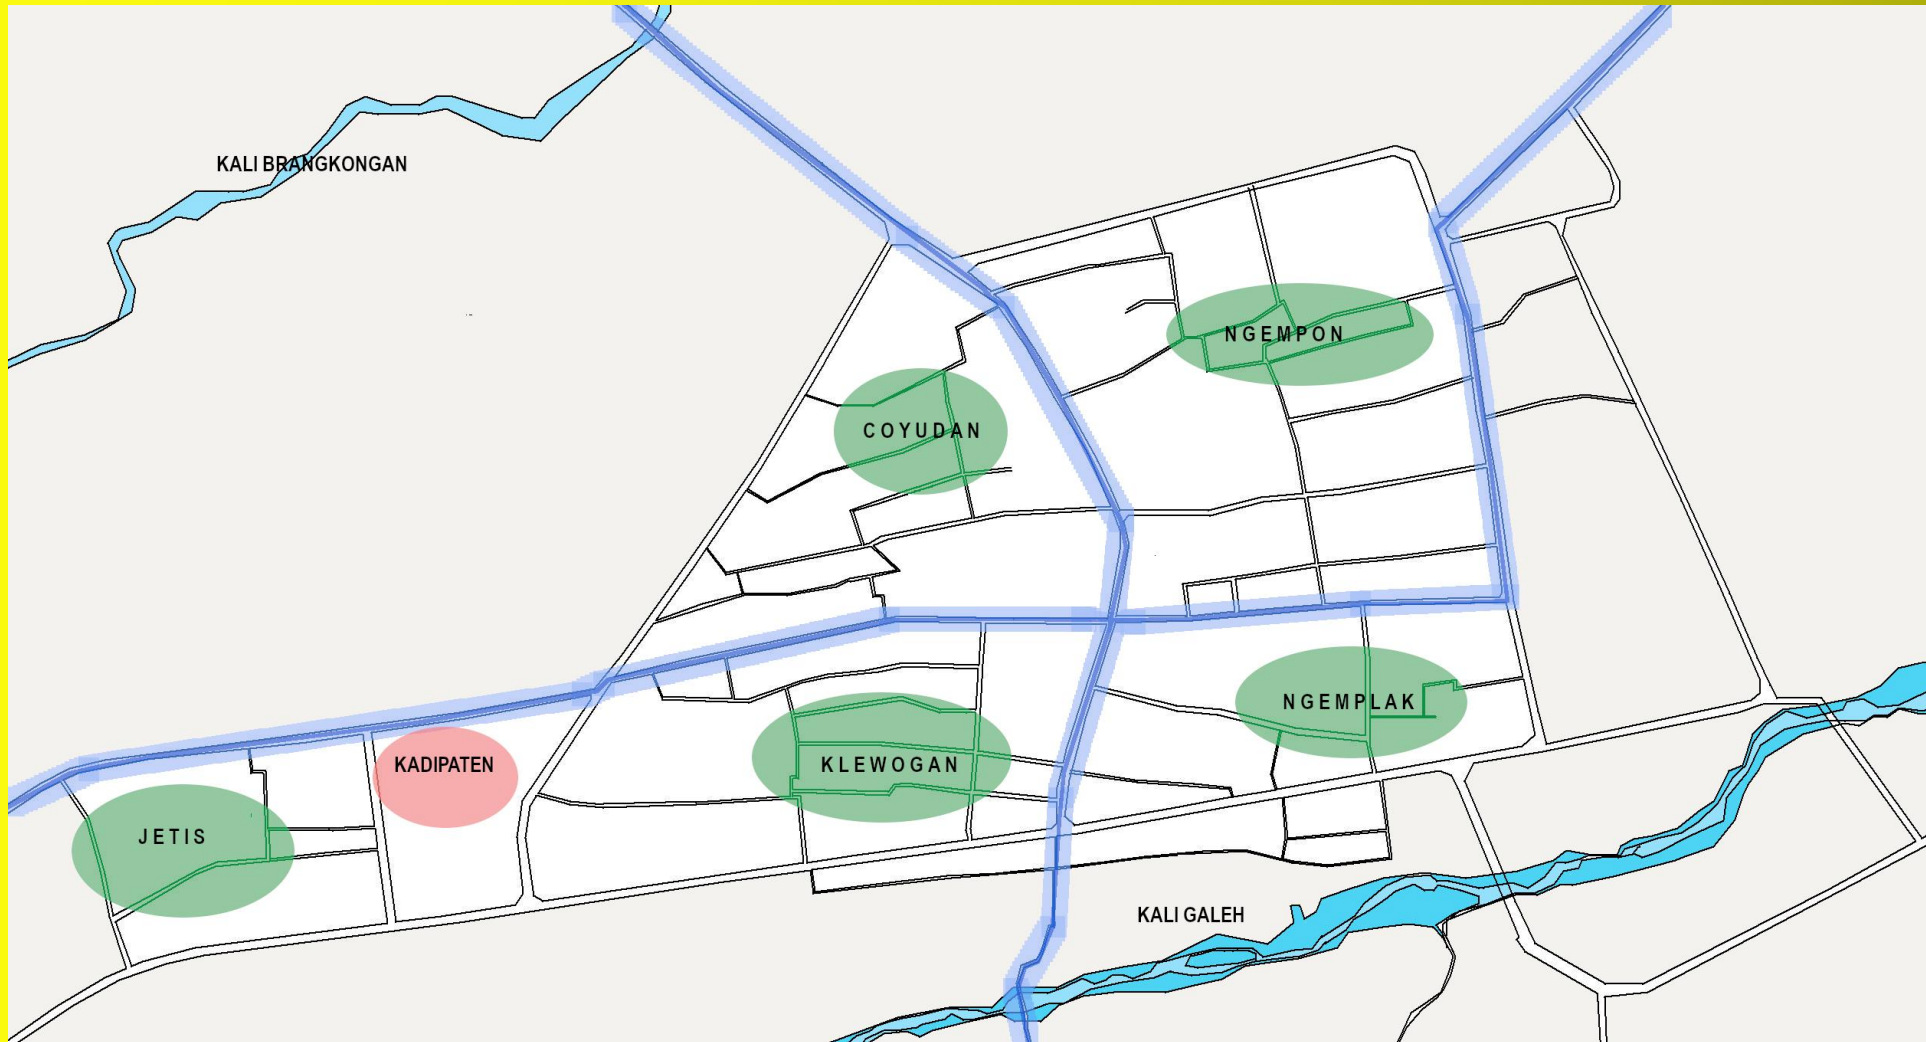 KALI BRANGKONGAN
NGEMPON
COYUDAN
NGEMPLAK
KADIPATEN
KLEWOGAN
JETIS
KALI GALEH